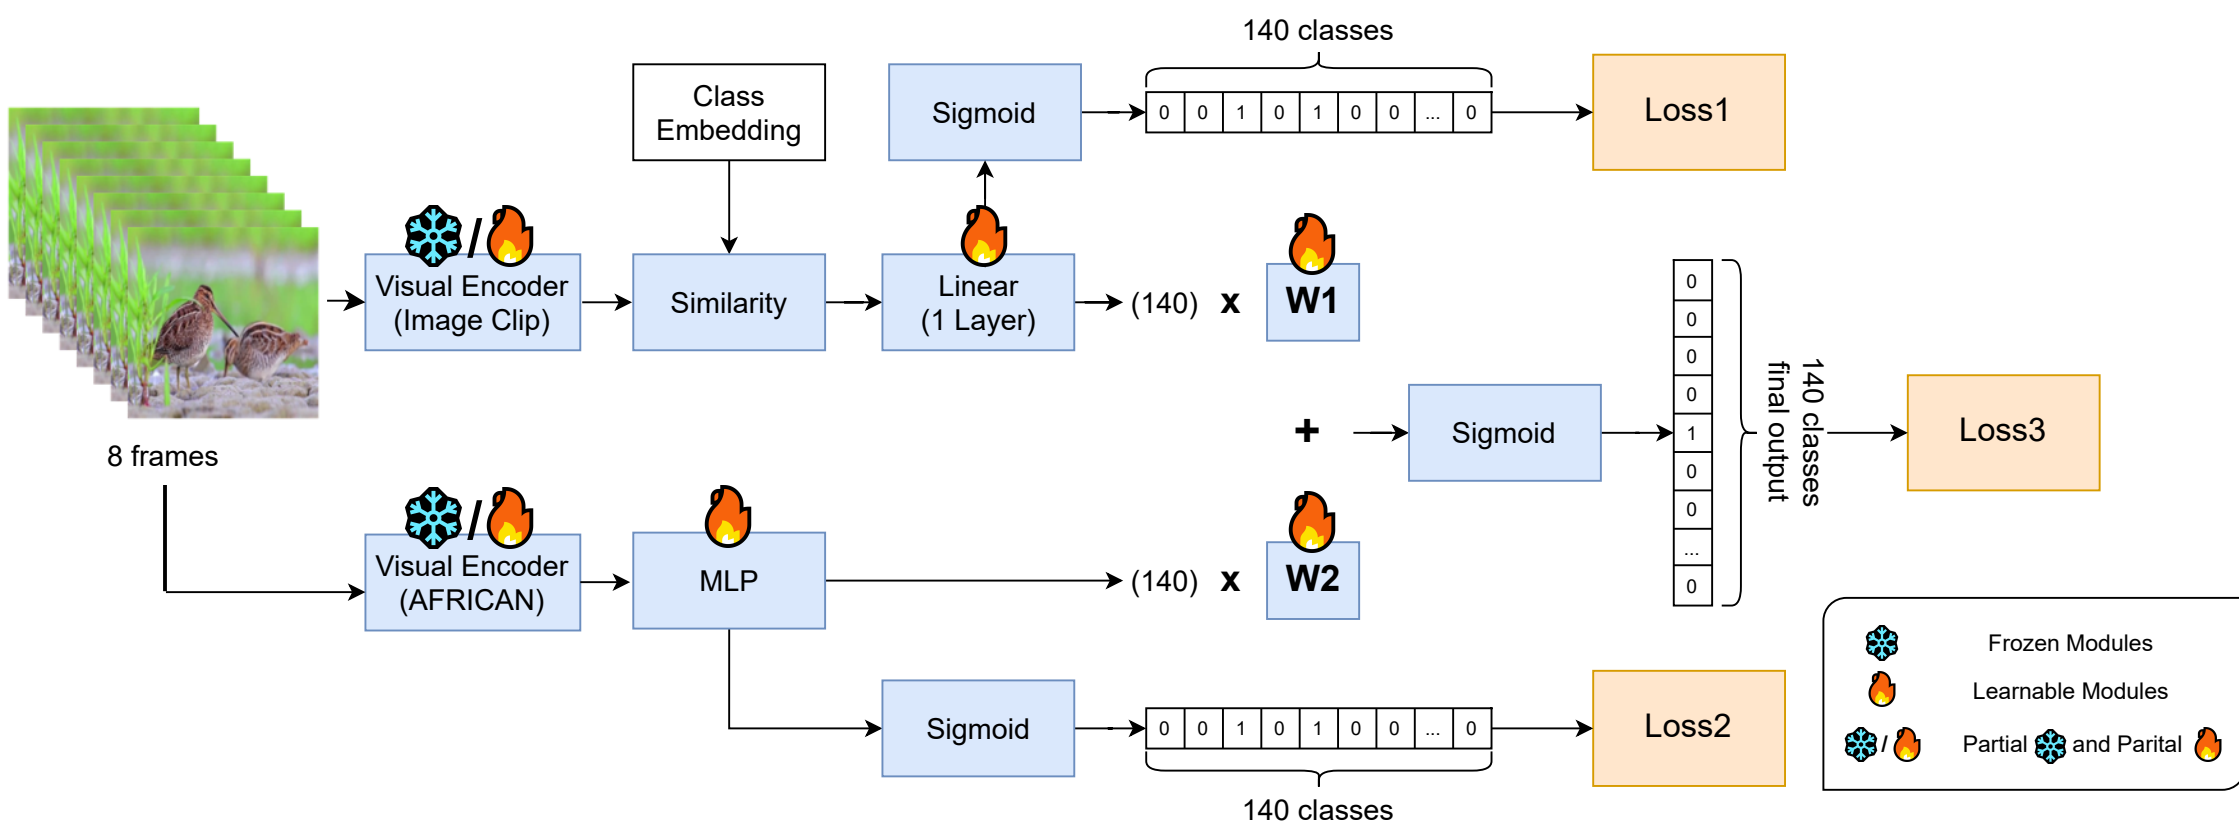 140 classes
Class
Embedding
Sigmoid
0 0 1 0 1 0 0 ... 0
Loss1
/
Visual Encoder
(Image Clip)
Similarity
Linear
(1 Layer)
(140) x W1
8 frames
+
Sigmoid
0
0
0
0
1
0
0
...
0
140 classes
final output
Loss3
/
Visual Encoder
(AFRICAN)
MLP
(140) x W2
Sigmoid
0 0 1 0 1 0 0 ... 0
140 classes
Loss2
Frozen Modules
Learnable Modules
/ Partial and Parital